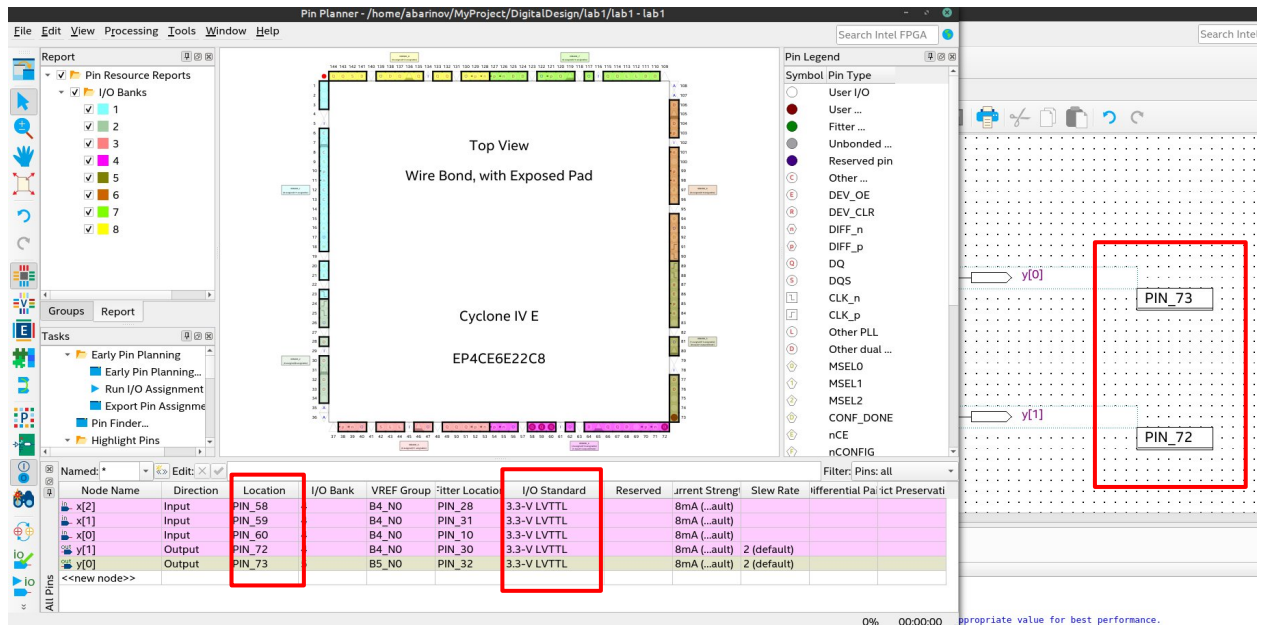 Pin Planner - /home/abarinov/MyProject/DigitalDesign/lab1/lab1 - lab1
File Edit View Processing Tools Window Help
Search Intel FPGA
Search Inte
Report
Pin Resource Reports
I/O Banks
1
2
3
4
5
6
7
8
Groups Report
Tasks
Early Pin Planning
Early Pin Planning...
Run I/O Assignment
Export Pin Assignme
Pin Finder...
Highlight Pins
Top View
Wire Bond, with Exposed Pad
Cyclone IV E
EP4CE6E22C8
Pin Legend
Symbol Pin Type
User I/O
User ...
Fitter ...
Unbonded ...
Reserved pin
Other ...
DEV_OE
DEV_CLR
DIFF_n
DIFF_p
DQ
DQS
CLK_n
CLK_p
Other PLL
Other dual ...
MSEL0
MSEL1
MSEL2
CONF_DONE
nCE
nCONFIG
y[0]
PIN_73
y[1]
PIN_72
Named: * Edit: Filter: Pins: all
Node Name Direction Location I/O Bank VREF Group Fitter Location I/O Standard Reserved urrent Strengt Slew Rate ifferential Pa rict Preservati
x[2] Input PIN_58 B4_N0 PIN_28 3.3-V LVTTL 8mA (...ault)
x[1] Input PIN_59 B4_N0 PIN_31 3.3-V LVTTL 8mA (...ault)
x[0] Input PIN_60 B4_N0 PIN_10 3.3-V LVTTL 8mA (...ault)
y[1] Output PIN_72 B4_N0 PIN_30 3.3-V LVTTL 8mA (...ault) 2 (default)
y[0] Output PIN_73 B5_N0 PIN_32 3.3-V LVTTL 8mA (...ault) 2 (default)
<<new node>>
All Pins
0% 00:00:00
ppropriate value for best performance.